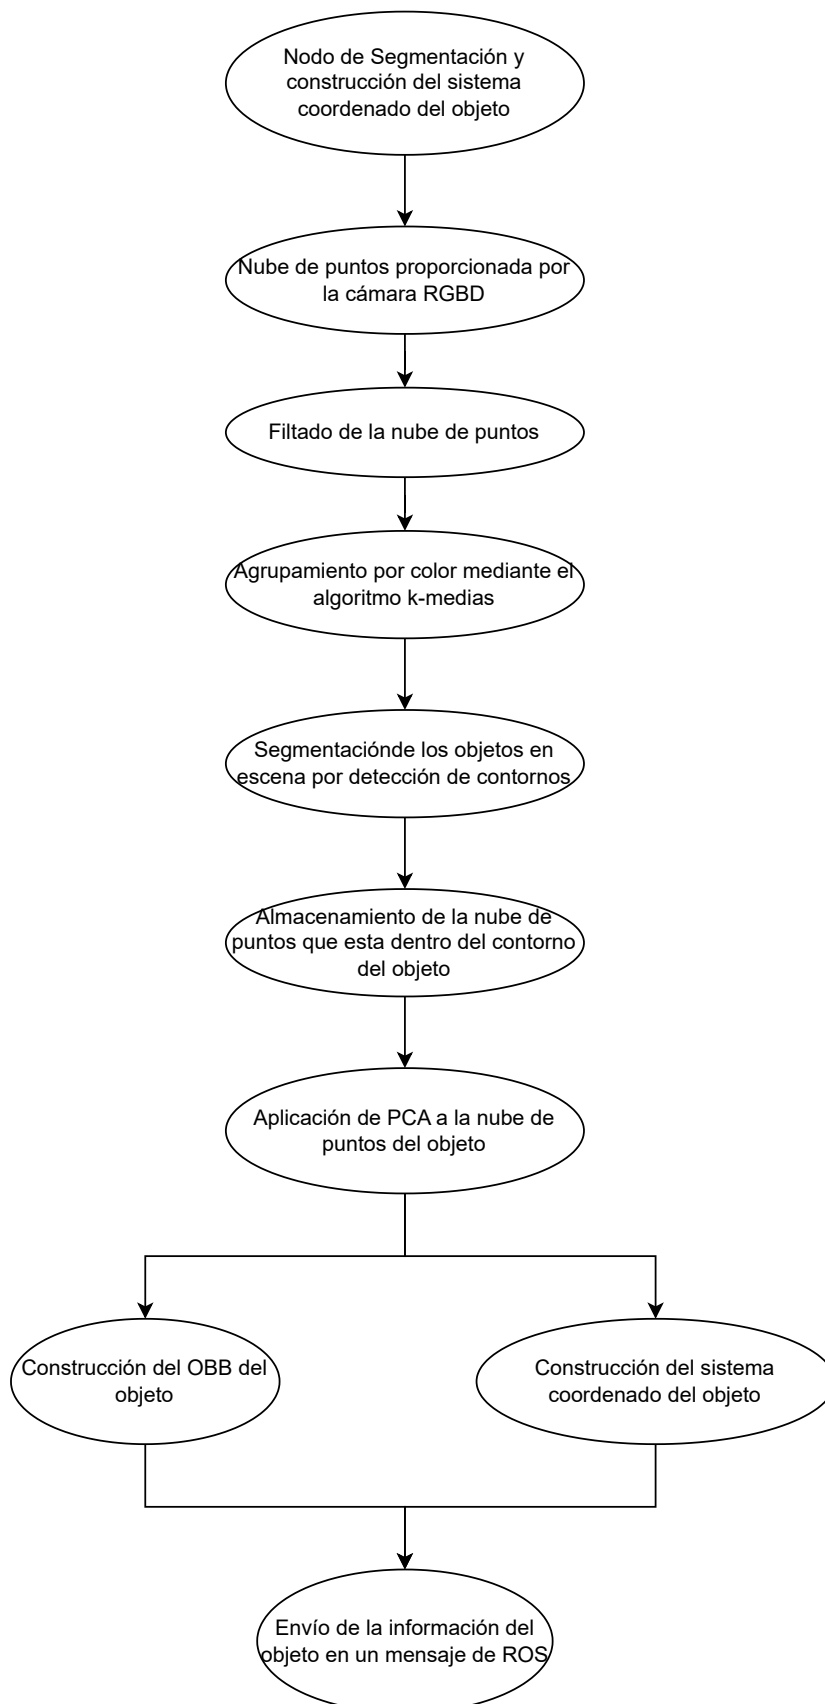 Nodo de Segmentación y
construcción del sistema
coordenado del objeto
Nube de puntos proporcionada por
la cámara RGBD
Filtado de la nube de puntos
Agrupamiento por color mediante el
algoritmo k-medias
Segmentaciónde los objetos en
escena por detección de contornos
Almacenamiento de la nube de
puntos que esta dentro del contorno
del objeto
Aplicación de PCA a la nube de
puntos del objeto
Construcción del OBB del
objeto
Construcción del sistema
coordenado del objeto
Envío de la información del
objeto en un mensaje de ROS